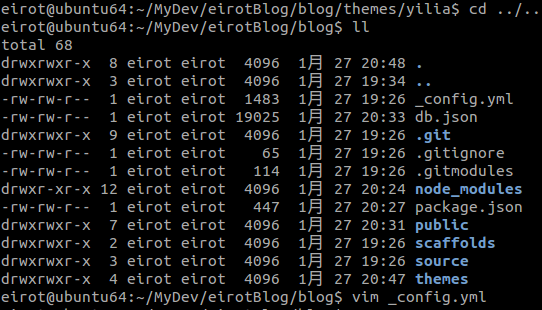 eirot@ubuntu64:~/MyDev/eirotBlog/blog/themes/yilia$ cd ../..
eirot@ubuntu64:~/MyDev/eirotBlog/blog$ ll
total 68
drwxrwxr-x  8 eirot eirot  4096  1月 27 20:48 .
drwxrwxr-x  3 eirot eirot  4096  1月 27 19:34 ..
-rw-rw-r--  1 eirot eirot  1483  1月 27 19:26 _config.yml
-rw-rw-r--  1 eirot eirot 19025  1月 27 20:33 db.json
drwxrwxr-x  9 eirot eirot  4096  1月 27 19:26 .git
-rw-rw-r--  1 eirot eirot    65  1月 27 19:26 .gitignore
-rw-rw-r--  1 eirot eirot   114  1月 27 19:26 .gitmodules
drwxr-xr-x 12 eirot eirot  4096  1月 27 20:24 node_modules
-rw-rw-r--  1 eirot eirot   447  1月 27 20:27 package.json
drwxrwxr-x  7 eirot eirot  4096  1月 27 20:31 public
drwxrwxr-x  2 eirot eirot  4096  1月 27 19:26 scaffolds
drwxrwxr-x  3 eirot eirot  4096  1月 27 19:26 source
drwxrwxr-x  4 eirot eirot  4096  1月 27 20:47 themes
eirot@ubuntu64:~/MyDev/eirotBlog/blog$ vim _config.yml